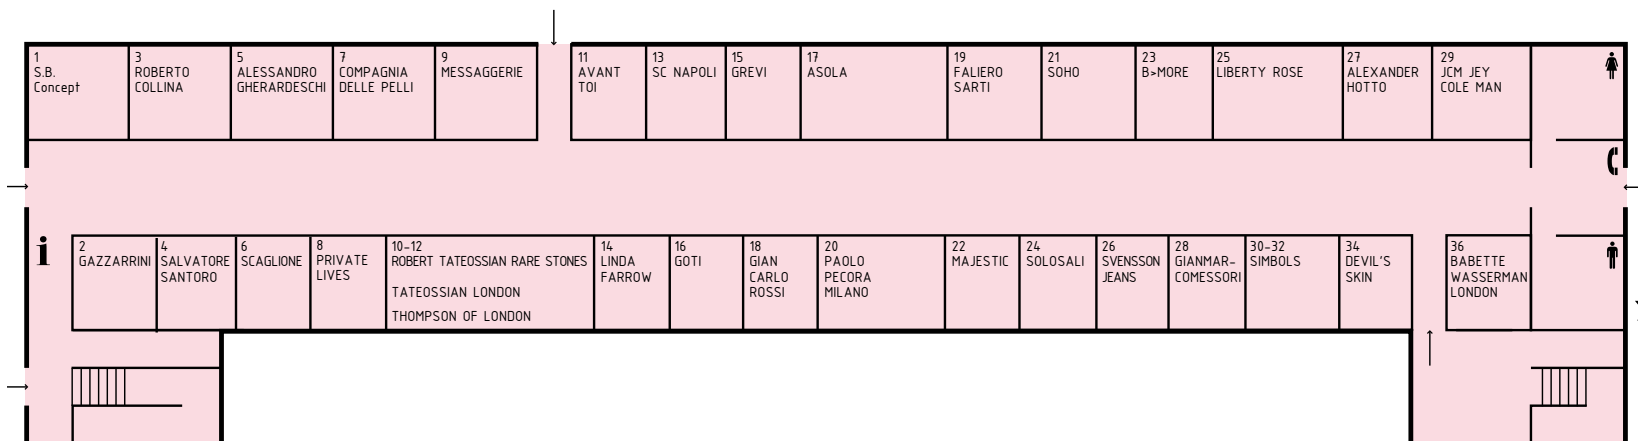 1
S.B.
Concept
3
ROBERTO
COLLINA
5
ALESSANDRO
GHERARDESCHI
7
COMPAGNIA
DELLE PELLI
9
MESSAGGERIE
11
AVANT
TOI
13
SC NAPOLI
15
GREVI
17
ASOLA
19
FALIERO
SARTI
21
SOHO
23
B>MORE
25
LIBERTY ROSE
27
ALEXANDER
HOTTO
29
JCM JEY
COLE MAN
i
2
GAZZARRINI
4
SALVATORE
SANTORO
6
SCAGLIONE
8
PRIVATE
LIVES
10-12
ROBERT TATEOSSIAN RARE STONES
TATEOSSIAN LONDON
THOMPSON OF LONDON
14
LINDA
FARROW
16
GOTI
18
GIAN
CARLO
ROSSI
20
PAOLO
PECORA
MILANO
22
MAJESTIC
24
SOLOSALI
26
SVENSSON
JEANS
28
GIANMAR-
COMESSORI
30-32
SIMBOLS
34
DEVIL'S
SKIN
36
BABETTE
WASSERMAN
LONDON